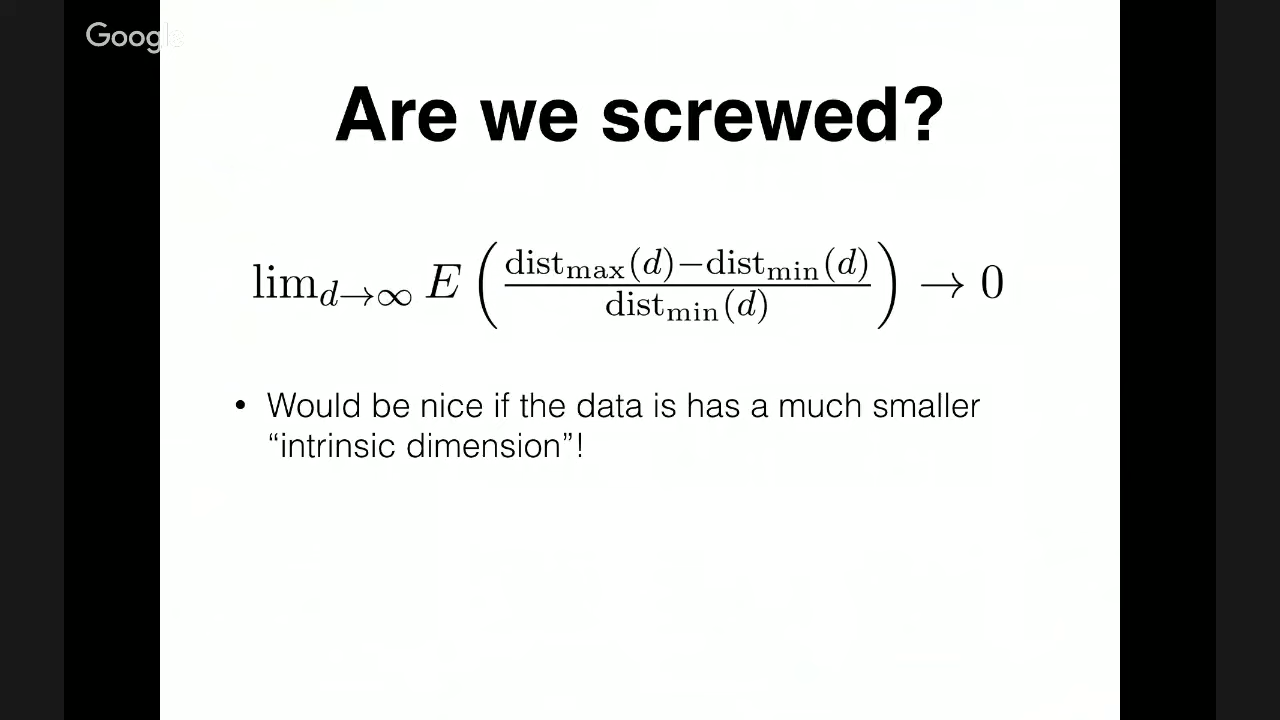 Google
Are we screwed?
lim_{d→∞} E ( (dist_max(d)−dist_min(d)) / dist_min(d) ) → 0
• Would be nice if the data is has a much smaller
“intrinsic dimension”!